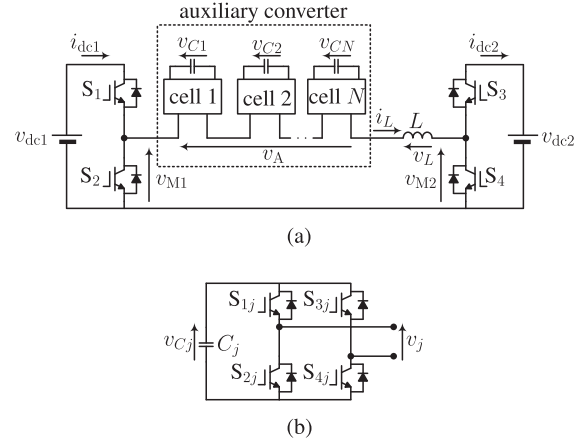 auxiliary converter
i_dc1
v_C1
v_C2
v_CN
i_dc2
S_1
cell 1
cell 2
...
cell N
i_L
L
S_3
v_dc1
v_A
v_L
v_dc2
S_2
v_M1
v_M2
S_4
(a)
S_1j
S_3j
v_Cj
C_j
v_j
S_2j
S_4j
(b)